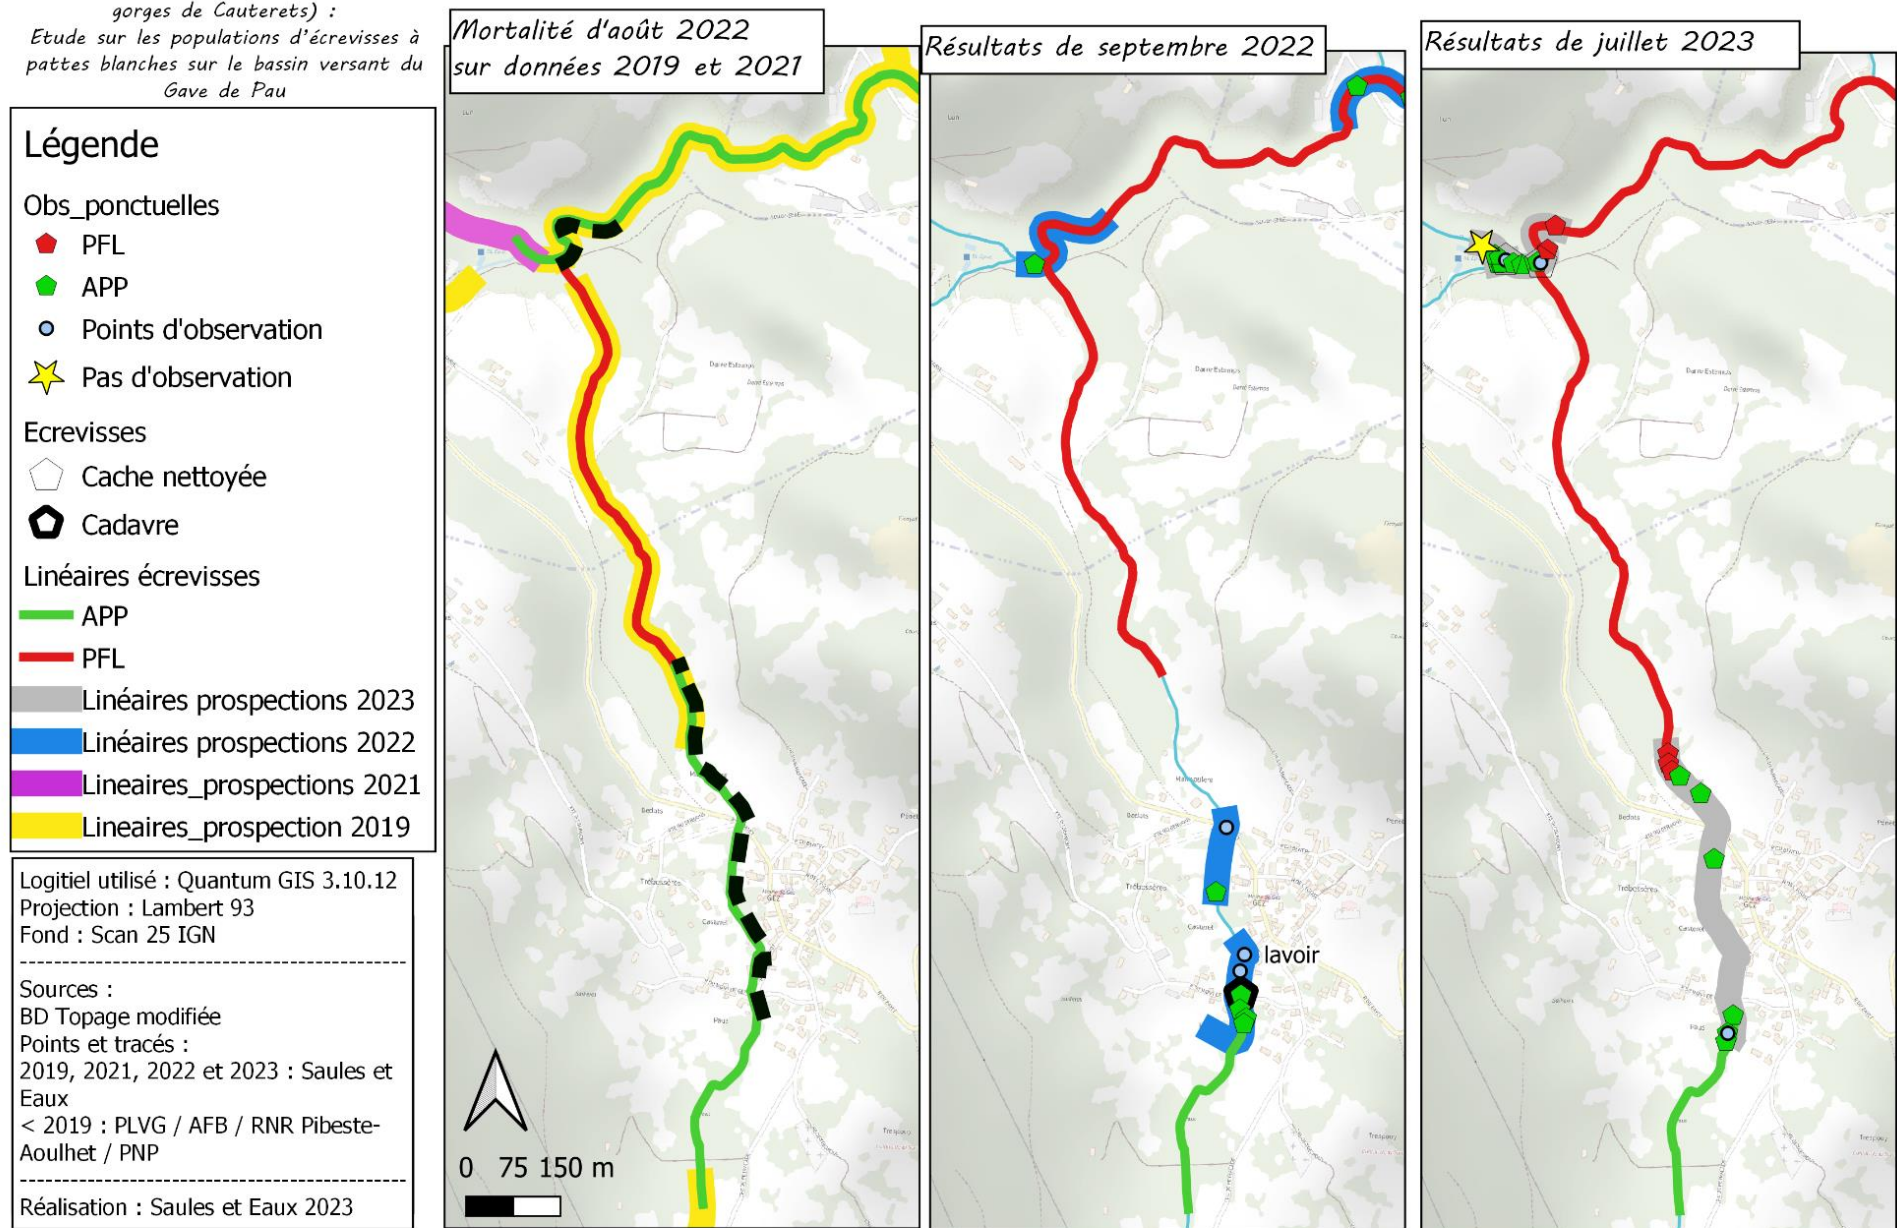 gorges de Cauterets) :
Etude sur les populations d'écrevisses à
pattes blanches sur le bassin versant du
Gave de Pau
Légende
Obs_ponctuelles
PFL
APP
Points d'observation
Pas d'observation
Ecrevisses
Cache nettoyée
Cadavre
Linéaires écrevisses
APP
PFL
Linéaires prospections 2023
Linéaires prospections 2022
Lineaires_prospections 2021
Lineaires_prospection 2019
Logitiel utilisé : Quantum GIS 3.10.12
Projection : Lambert 93
Fond : Scan 25 IGN
Sources :
BD Topage modifiée
Points et tracés :
2019, 2021, 2022 et 2023 : Saules et
Eaux
< 2019 : PLVG / AFB / RNR Pibeste-
Aoulhet / PNP
Réalisation : Saules et Eaux 2023
Mortalité d'août 2022
sur données 2019 et 2021
0 75 150 m
Résultats de septembre 2022
lavoir
Résultats de juillet 2023